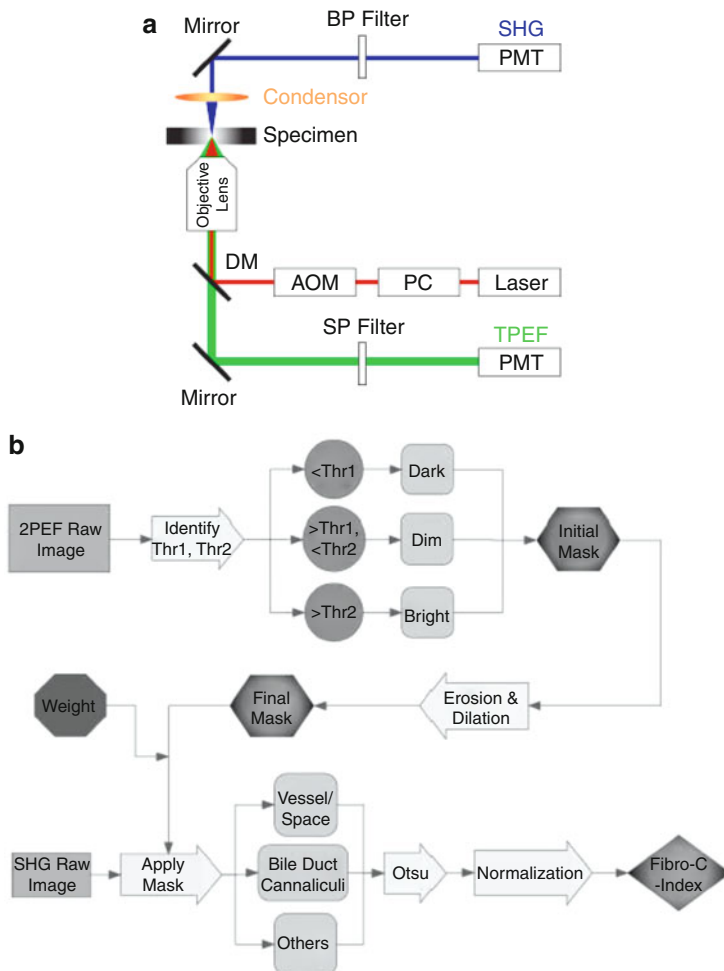 a
Mirror
BP Filter
SHG
PMT
Condensor
Specimen
Objective
Lens
DM
AOM
PC
Laser
SP Filter
TPEF
PMT
Mirror
b
2PEF Raw
Image
Identify
Thr1, Thr2
<Thr1
Dark
>Thr1,
<Thr2
Dim
>Thr2
Bright
Initial
Mask
Weight
Final
Mask
Erosion &
Dilation
SHG Raw
Image
Apply
Mask
Vessel/
Space
Bile Duct
Cannaliculi
Others
Otsu
Normalization
Fibro-C
-Index